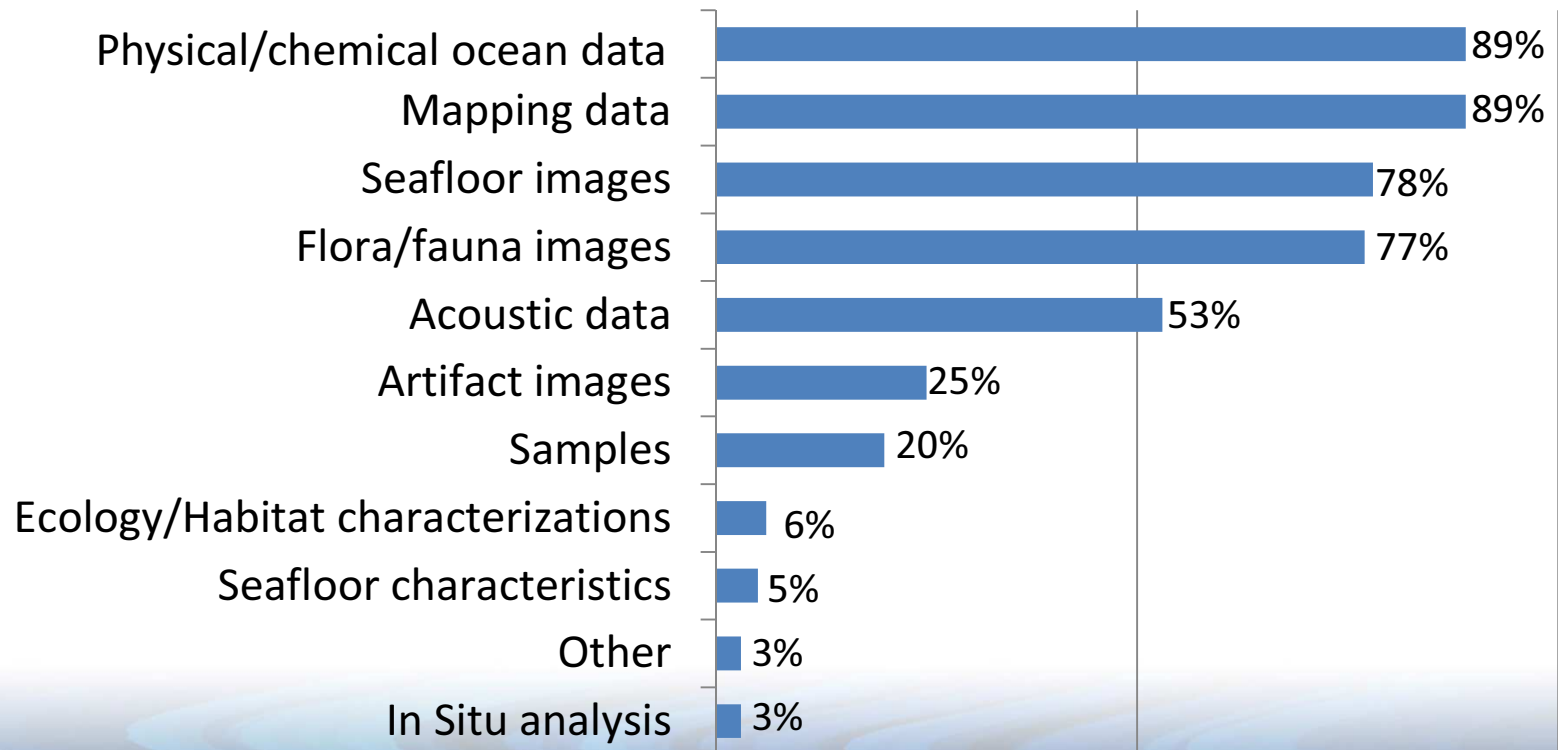 Physical/chemical ocean data 89%
Mapping data 89%
Seafloor images 78%
Flora/fauna images 77%
Acoustic data 53%
Artifact images 25%
Samples 20%
Ecology/Habitat characterizations 6%
Seafloor characteristics 5%
Other 3%
In Situ analysis 3%